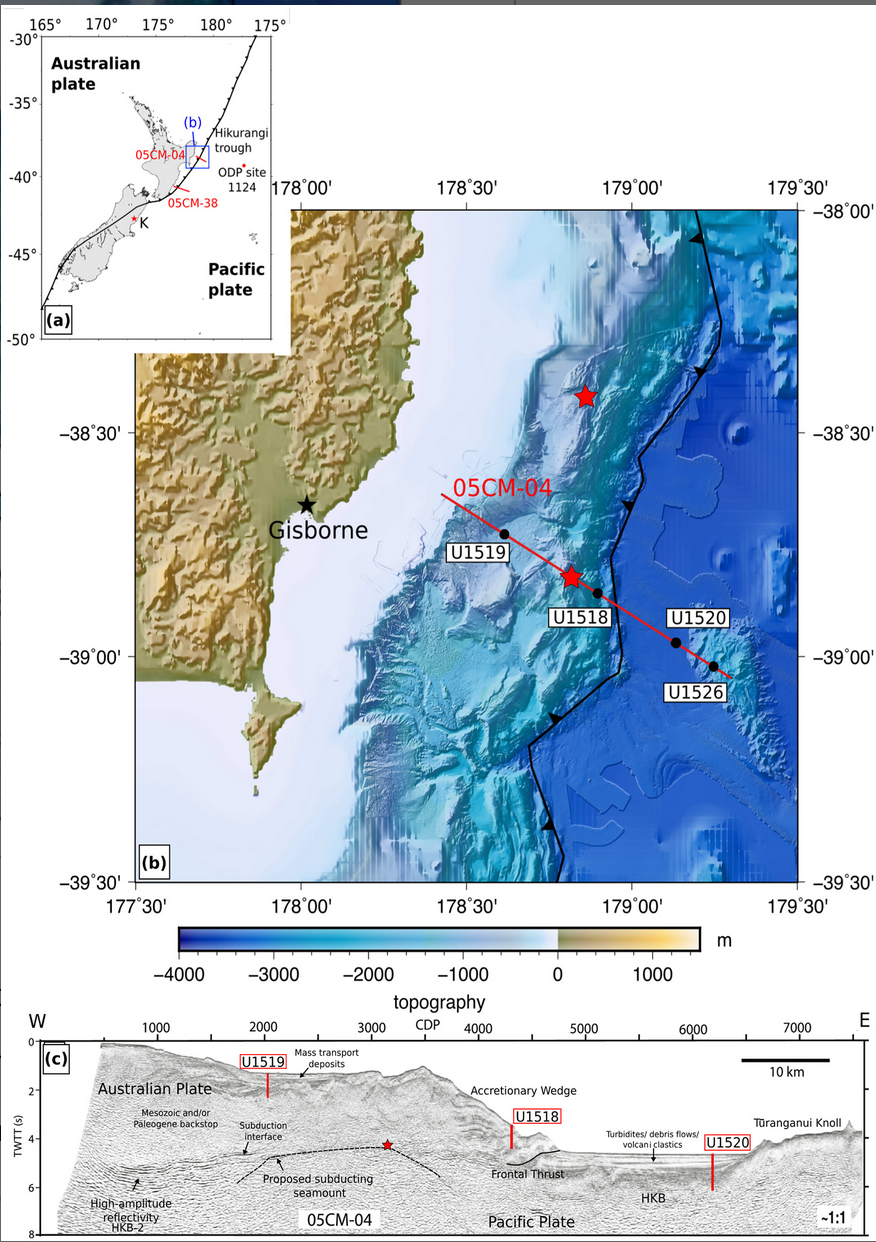 165° 170° 175° 180° 175°
-30°
Australian
plate
-35°
(b)
Hikurangi
trough
05CM-04
ODP site
1124
-40°
05CM-38
K
-45°
Pacific
plate
(a)
-50°
178°00' 178°30' 179°00' 179°30'
−38°00'
−38°30' −38°30'
05CM-04
Gisborne
U1519
U1518
U1520
−39°00' −39°00'
U1526
(b)
−39°30' −39°30'
177°30' 178°00' 178°30' 179°00' 179°30'
m
−4000 −3000 −2000 −1000 0 1000
topography
W E
1000 2000 3000 CDP 4000 5000 6000 7000
0
(c)
U1519
Mass transport
deposits
10 km
2
Australian Plate
Accretionary Wedge
Mesozoic and/or
Paleogene backstop
U1518
Subduction
interface
Turbidites/ debris flows/
volcani clastics
U1520
Tūranganui Knoll
TWTT (s)
4
Frontal Thrust
Proposed subducting
seamount
6
High-amplitude
reflectivity
HKB-2
HKB
05CM-04
Pacific Plate
~1:1
8